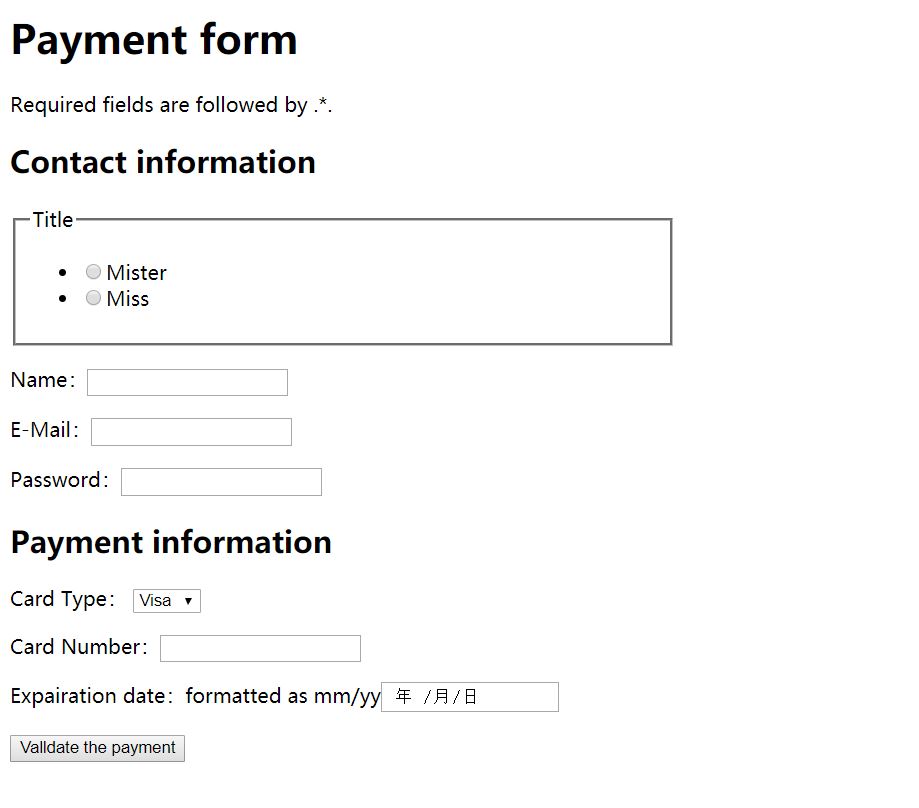 Payment form
Required fields are followed by .*.
Contact information
Title
Mister
Miss
Name：
E-Mail：
Password：
Payment information
Card Type： Visa
Card Number：
Expairation date：formatted as mm/yy 年 /月/日
Valldate the payment